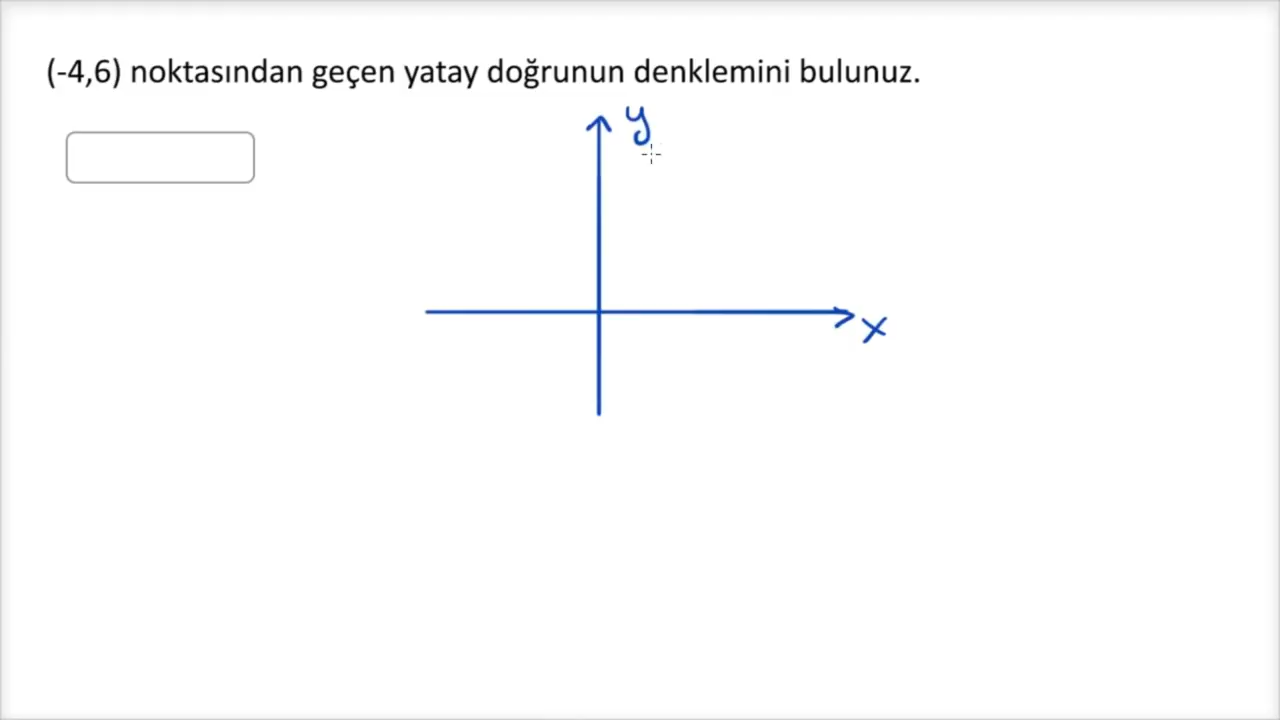 (-4,6) noktasından geçen yatay doğrunun denklemini bulunuz.
y
x